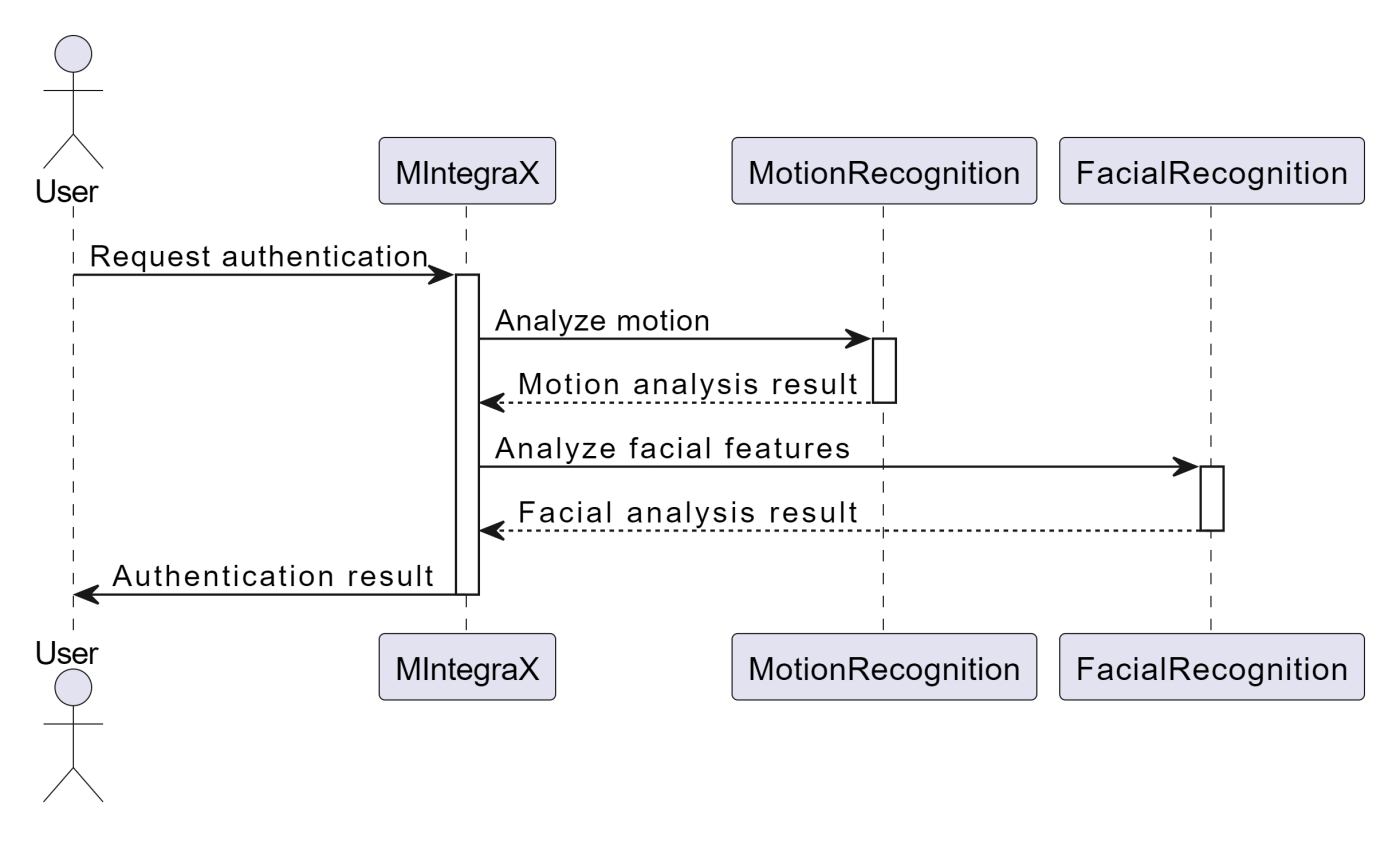 User
MIntegraX
MotionRecognition
FacialRecognition
Request authentication
Analyze motion
Motion analysis result
Analyze facial features
Facial analysis result
Authentication result
User
MIntegraX
MotionRecognition
FacialRecognition